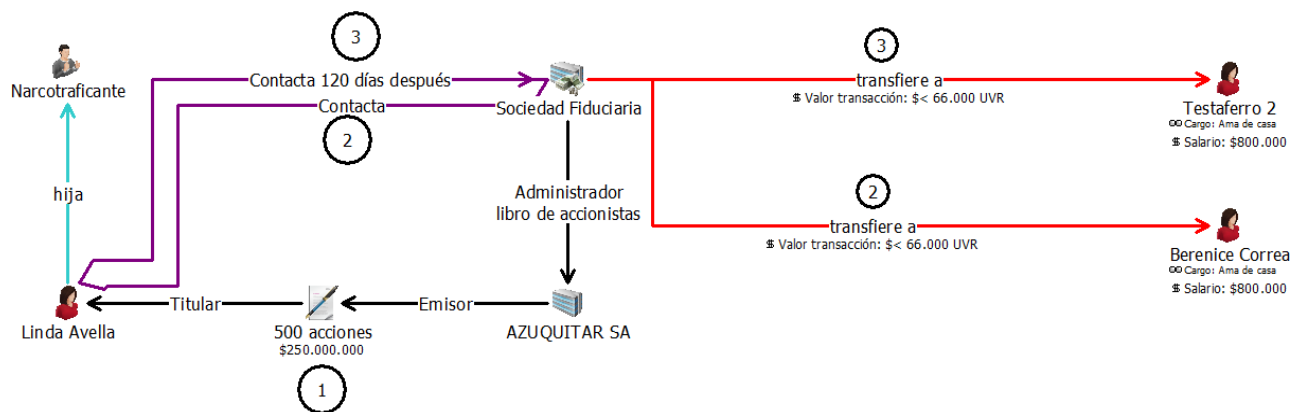 3
3
Contacta 120 días después
transfiere a
$ Valor transacción: $< 66.000 UVR
Narcotraficante
Contacta
Sociedad Fiduciaria
Testaferro 2
Cargo: Ama de casa
$ Salario: $800.000
2
hija
Administrador
libro de accionistas
2
transfiere a
$ Valor transacción: $< 66.000 UVR
Berenice Correa
Cargo: Ama de casa
$ Salario: $800.000
Titular
Emisor
Linda Avella
500 acciones
$250.000.000
AZUQUITAR SA
1